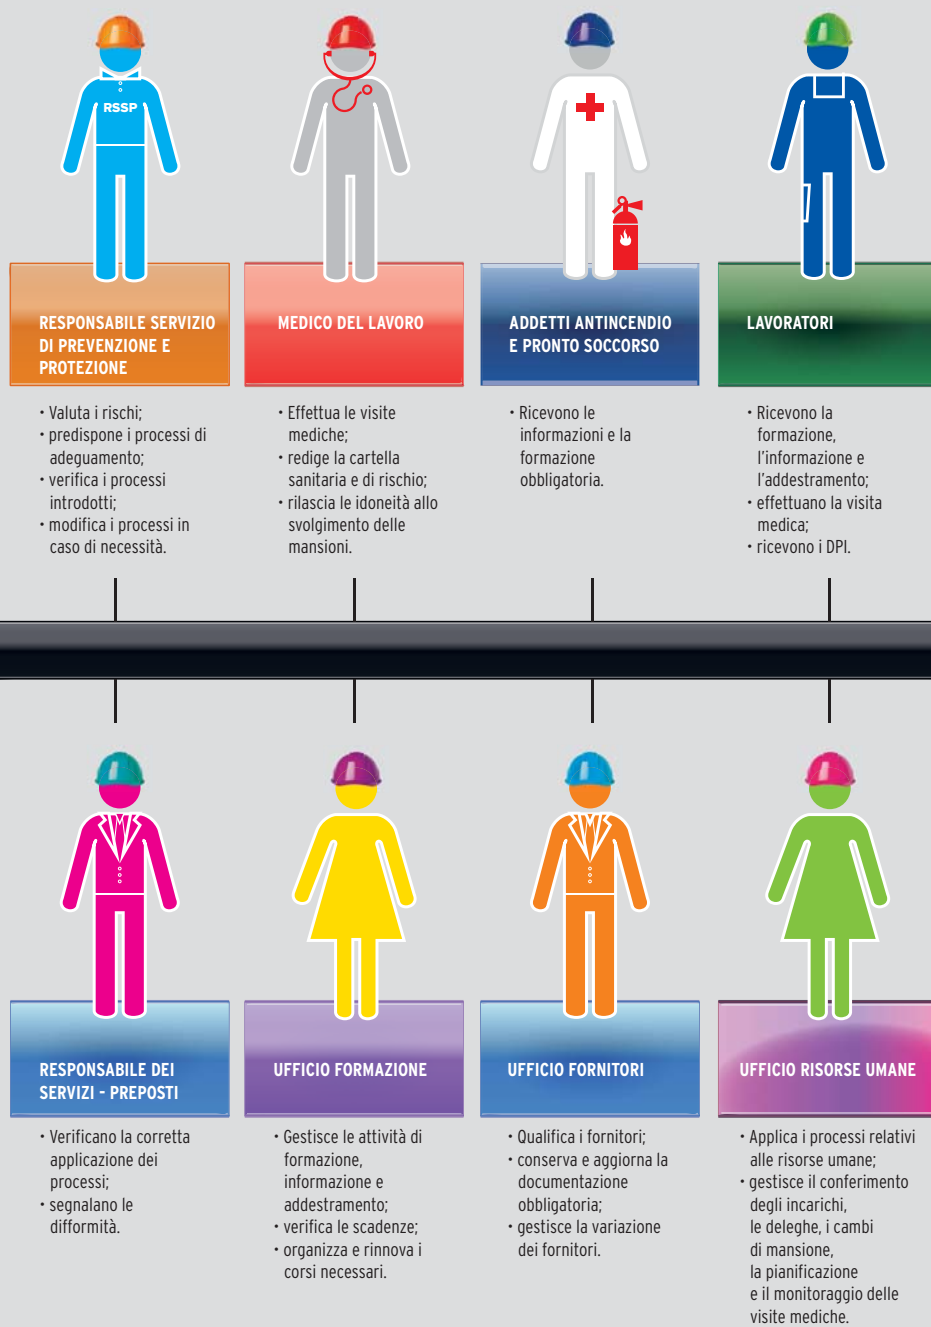 RSSP
RESPONSABILE SERVIZIO
DI PREVENZIONE E
PROTEZIONE
• Valuta i rischi;
• predispone i processi di
adeguamento;
• verifica i processi
introdotti;
• modifica i processi in
caso di necessità.
MEDICO DEL LAVORO
• Effettua le visite
mediche;
• redige la cartella
sanitaria e di rischio;
• rilascia le idoneità allo
svolgimento delle
mansioni.
ADDETTI ANTINCENDIO
E PRONTO SOCCORSO
• Ricevono le
informazioni e la
formazione
obbligatoria.
LAVORATORI
• Ricevono la
formazione,
l'informazione e
l'addestramento;
• effettuano la visita
medica;
• ricevono i DPI.
RESPONSABILE DEI
SERVIZI - PREPOSTI
• Verificano la corretta
applicazione dei
processi;
• segnalano le
difformità.
UFFICIO FORMAZIONE
• Gestisce le attività di
formazione,
informazione e
addestramento;
• verifica le scadenze;
• organizza e rinnova i
corsi necessari.
UFFICIO FORNITORI
• Qualifica i fornitori;
• conserva e aggiorna la
documentazione
obbligatoria;
• gestisce la variazione
dei fornitori.
UFFICIO RISORSE UMANE
• Applica i processi relativi
alle risorse umane;
• gestisce il conferimento
degli incarichi,
le deleghe, i cambi
di mansione,
la pianificazione
e il monitoraggio delle
visite mediche.